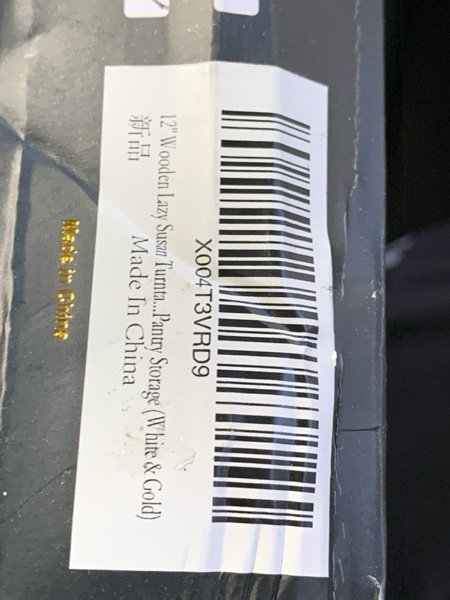 X004T3VRD9
12" Wooden Lazy Susan Turnta...Pantry Storage (White & Gold)
新品
Made In China
Made in China